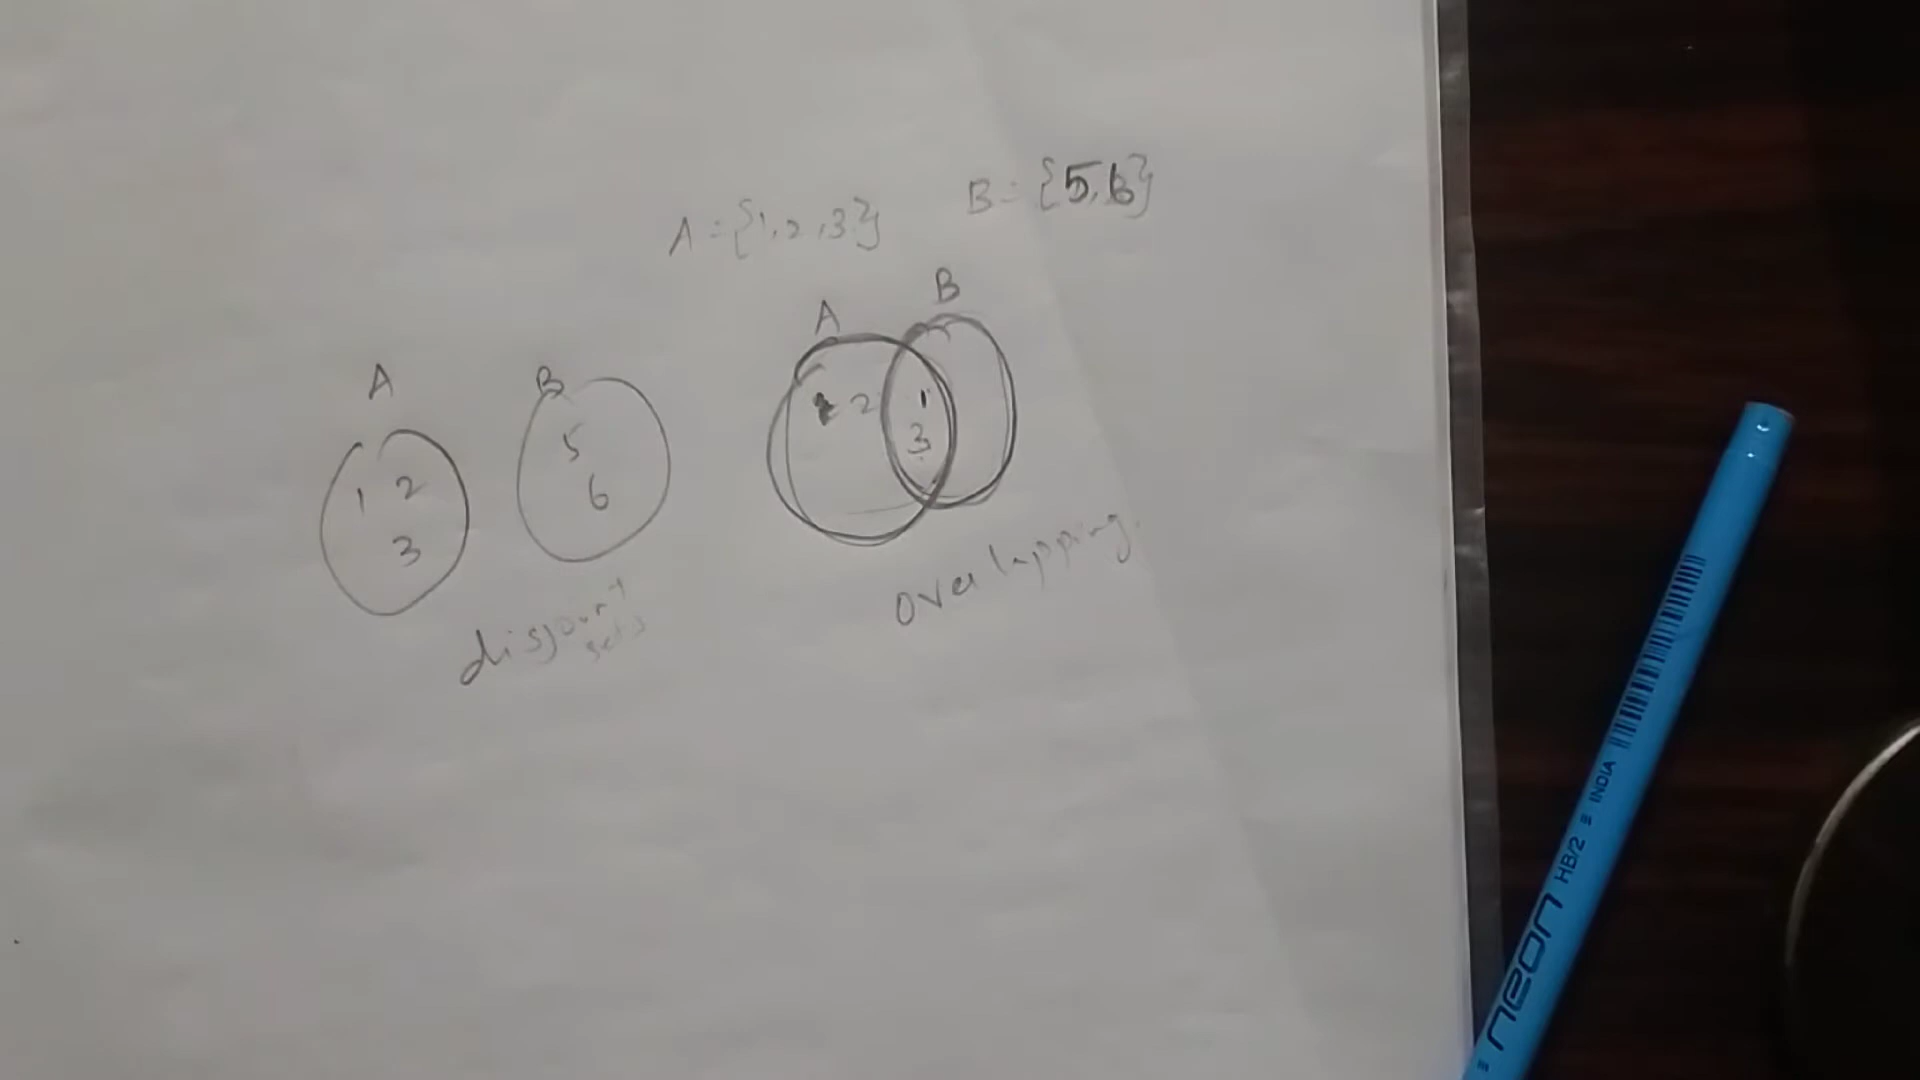 A = {1, 2, 3} B = {5, 6}
A B
2 1
3
A B
1 2
3
5
6
overlapping.
disjoint
sets
neon HB/2 INDIA